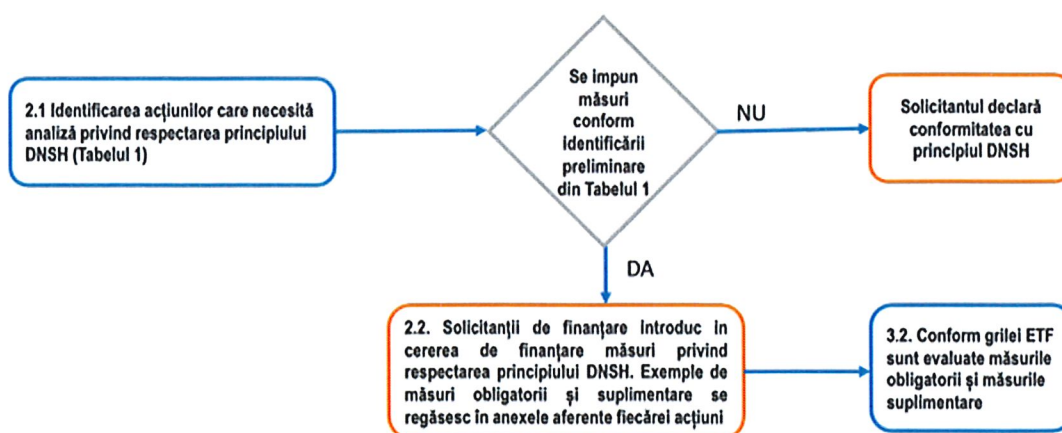 2.1 Identificarea acțiunilor care necesită
analiză privind respectarea principiului
DNSH (Tabelul 1)
Se impun
măsuri
conform
identificării
preliminare
din Tabelul 1
NU
Solicitantul declară
conformitatea cu
principiul DNSH
DA
2.2. Solicitanții de finanțare introduc in
cererea de finanțare măsuri privind
respectarea principiului DNSH. Exemple de
măsuri obligatorii și suplimentare se
regăsesc în anexele aferente fiecărei acțiuni
3.2. Conform grilei ETF
sunt evaluate măsurile
obligatorii și măsurile
suplimentare